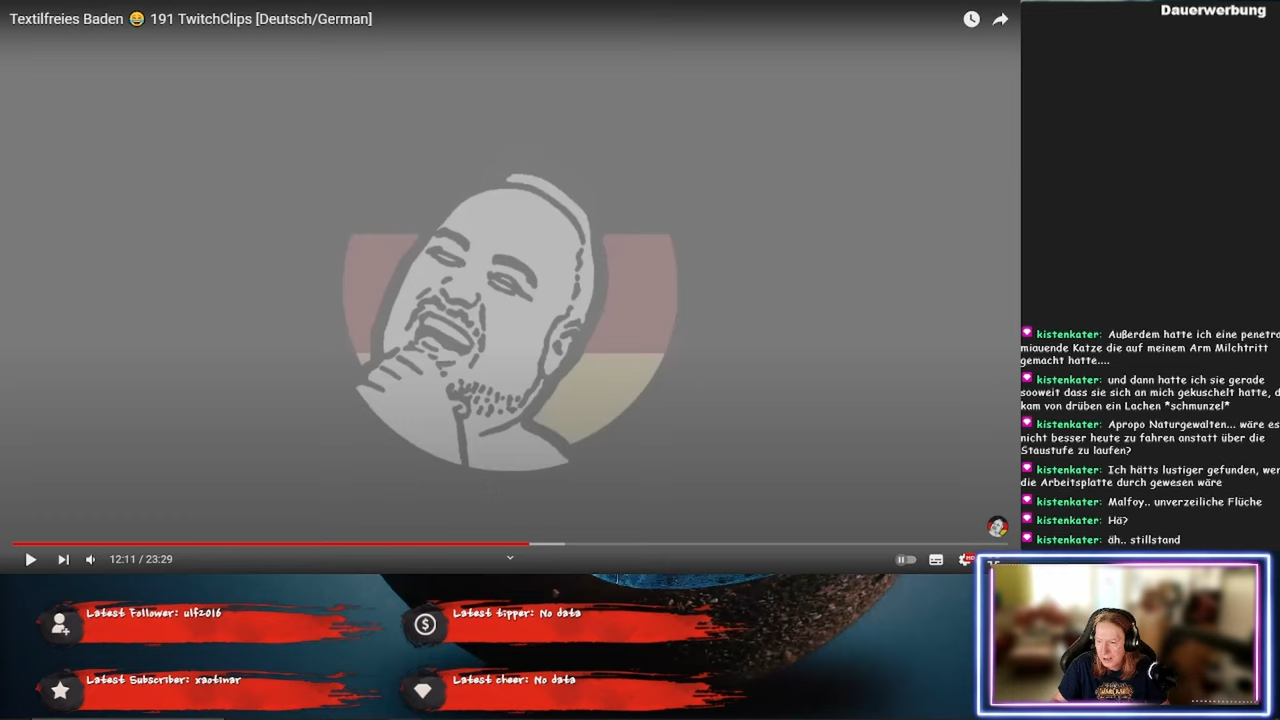 Textilfreies Baden 😂 191 TwitchClips [Deutsch/German]
Dauerwerbung
kistenkater: Außerdem hatte ich eine
miauende Katze die auf meinem Arm Milchtritt
gemacht hatte....
kistenkater: und dann hatte ich sie gerade
sooweit dass sie sich an mich gekuschelt hatte,
kam von drüben ein Lachen *schmunzel*
kistenkater: Apropo Naturgewalten... wäre es
nicht besser heute zu fahren anstatt über die
Staustufe zu laufen?
kistenkater: Ich hätts lustiger gefunden,
die Arbeitsplatte durch gewesen wäre
kistenkater: Malfoy.. unverzeiliche Flüche
kistenkater: Hä?
kistenkater: äh.. stillstand
12:11 / 23:29
HD
Latest Follower: ulf2016
Latest tipper: No data
Latest Subscriber: xaotinar
Latest cheer: No data